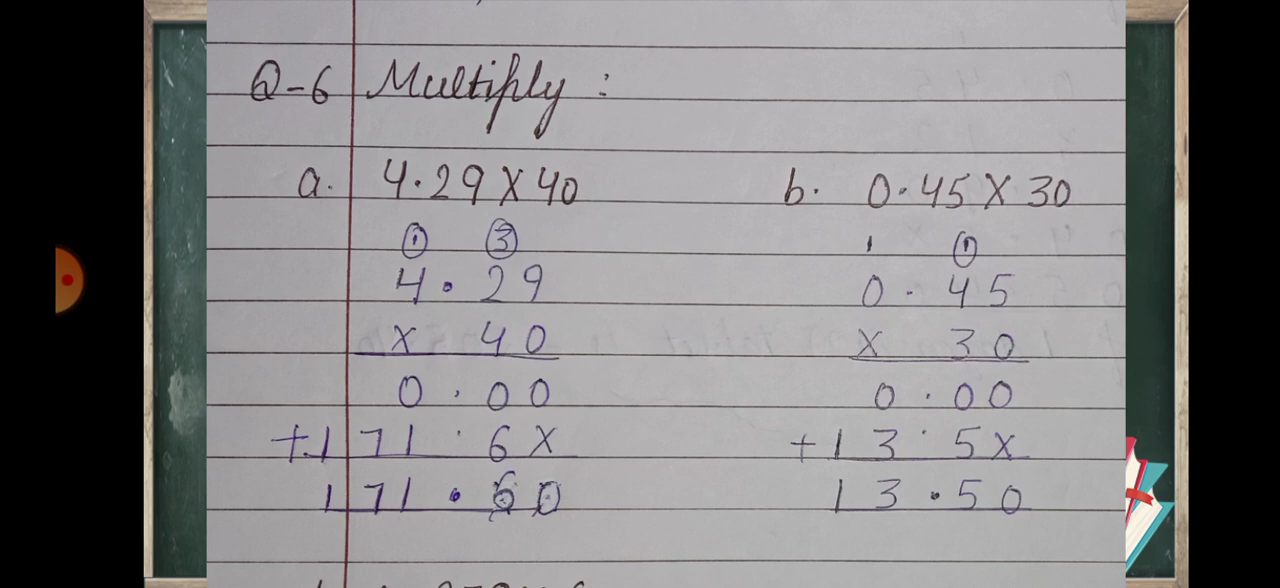 Q-6 Multiply :
a. 4.29 X 40 b. 0.45 X 30
1 3 1 1
4.29 0.45
x 40 x 30
0.00 0.00
+171.6X +13.5x
171.60 13.50